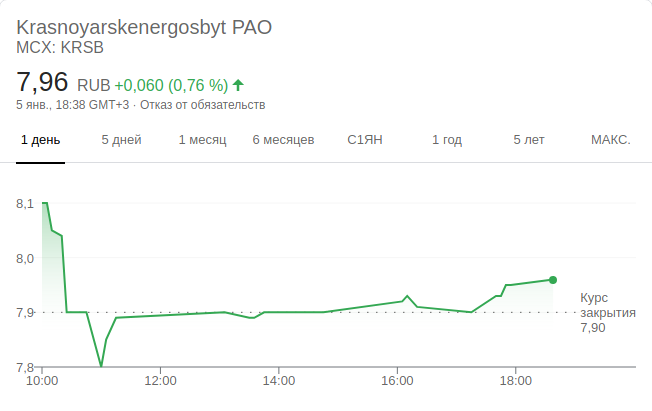 Krasnoyarskenergosbyt PAO
MCX: KRSB
7,96 RUB +0,060 (0,76 %)
5 янв., 18:38 GMT+3 · Отказ от обязательств
1 день 5 дней 1 месяц 6 месяцев С1ЯН 1 год 5 лет МАКС.
8,1
8,0
7,9
7,8
Курс
закрытия
7,90
10:00 12:00 14:00 16:00 18:00